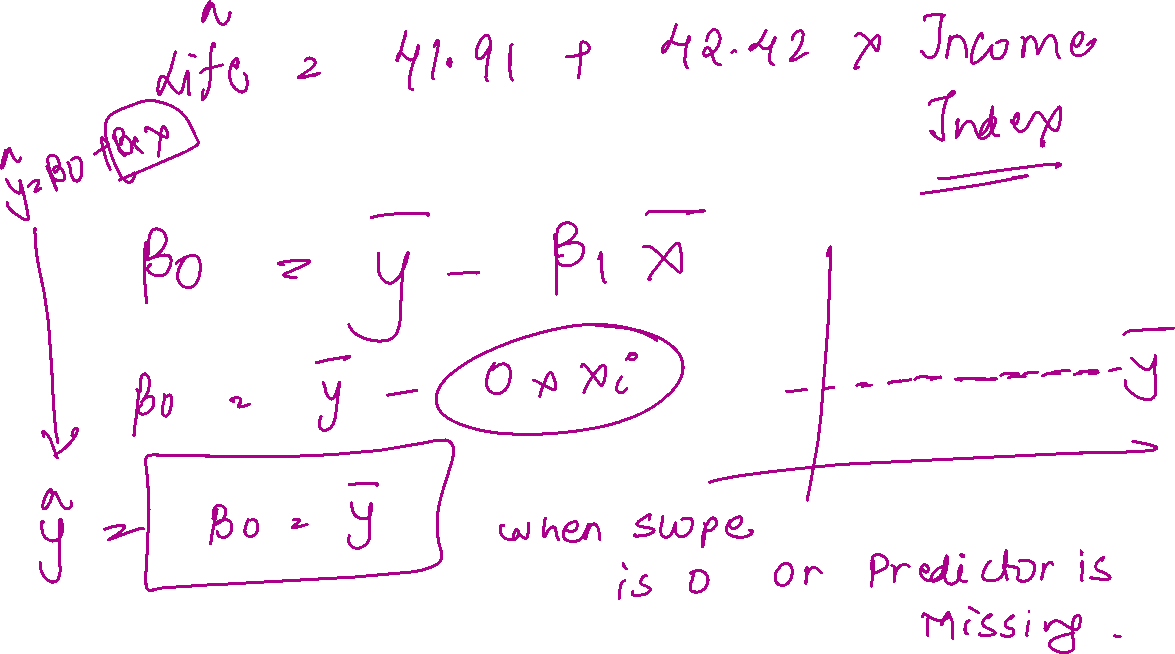 Life^ = 41.91 + 42.42 × Income
Index
ŷ = β0 + β1 x
β0 = ȳ - β1 x̄
β0 = ȳ - 0 × xi
ȳ
ŷ = β0 = ȳ when slope
is 0 or Predictor is
Missing.